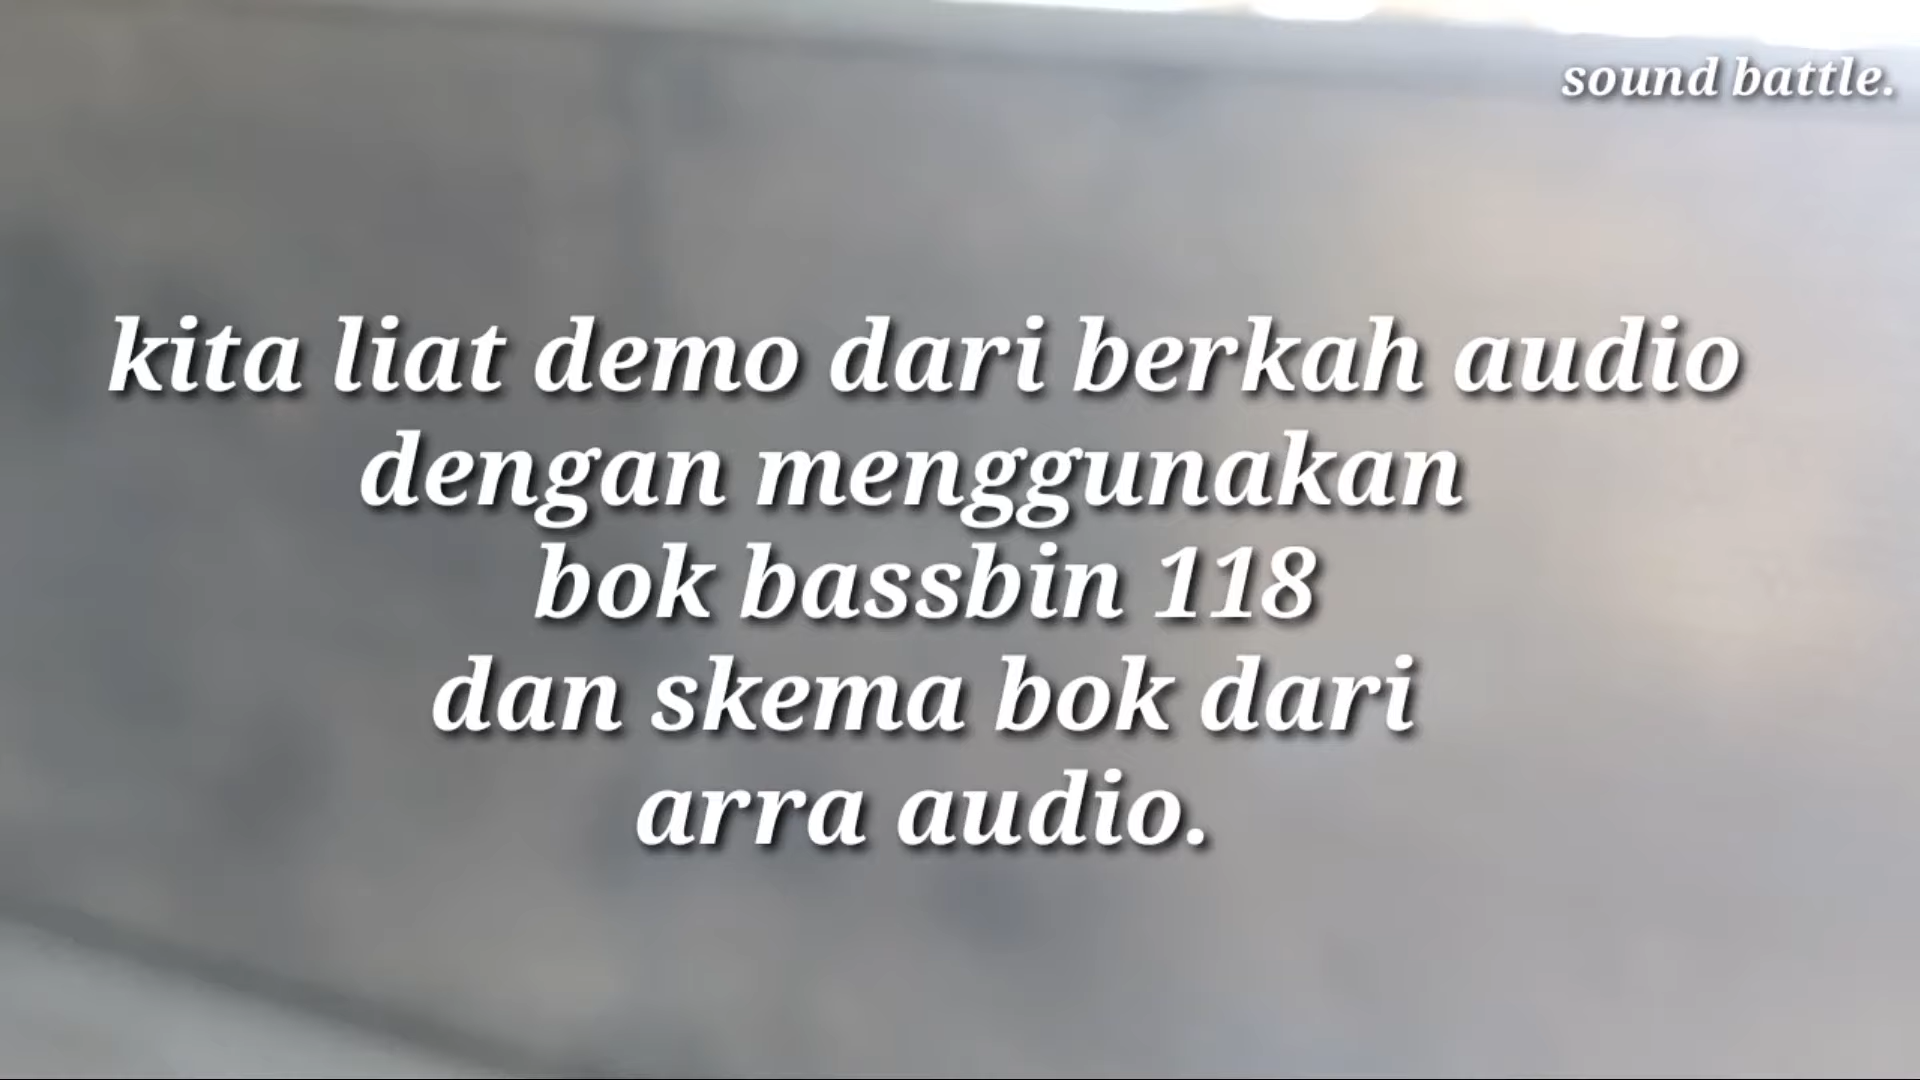 sound battle.
kita liat demo dari berkah audio
dengan menggunakan
bok bassbin 118
dan skema bok dari
arra audio.